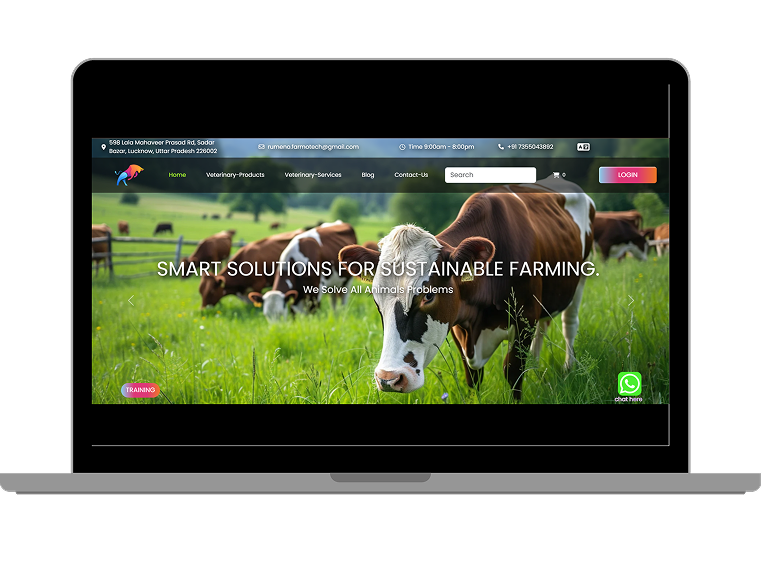 598 Lala Mahaveer Prasad Rd, Sadar
Bazar, Lucknow, Uttar Pradesh 226002
rumeno.farmotech@gmail.com
Time 9:00am - 8:00pm
+91 7355043892
Home
Veterinary-Products
Veterinary-Services
Blog
Contact-Us
Search
0
LOGIN
SMART SOLUTIONS FOR SUSTAINABLE FARMING.
We Solve All Animals Problems
TRAINING
chat here